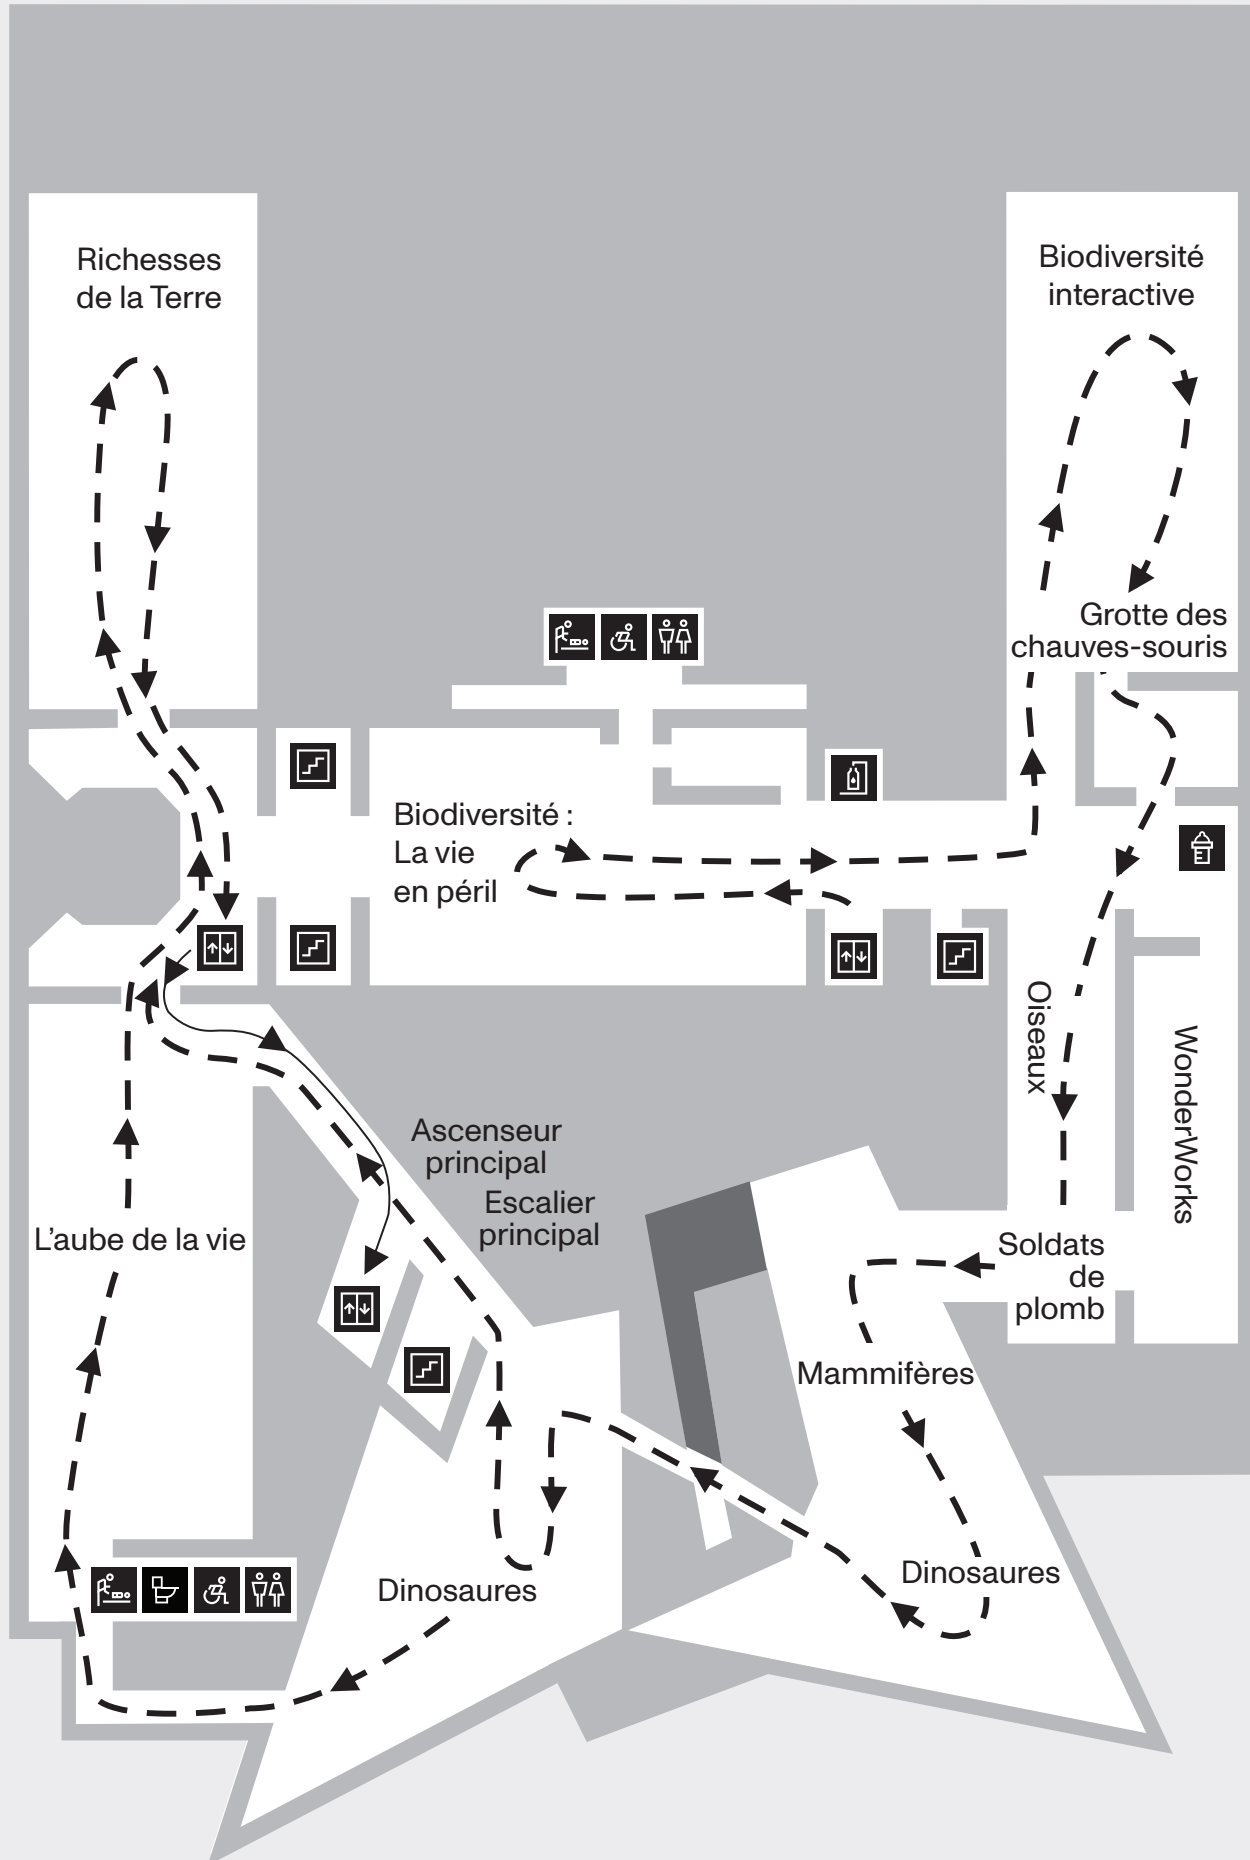 Richesses
de la Terre
Biodiversité
interactive
Grotte des
chauves-souris
Biodiversité :
La vie
en péril
Oiseaux
WonderWorks
Ascenseur
principal
Escalier
principal
L'aube de la vie
Soldats
de
plomb
Mammifères
Dinosaures
Dinosaures